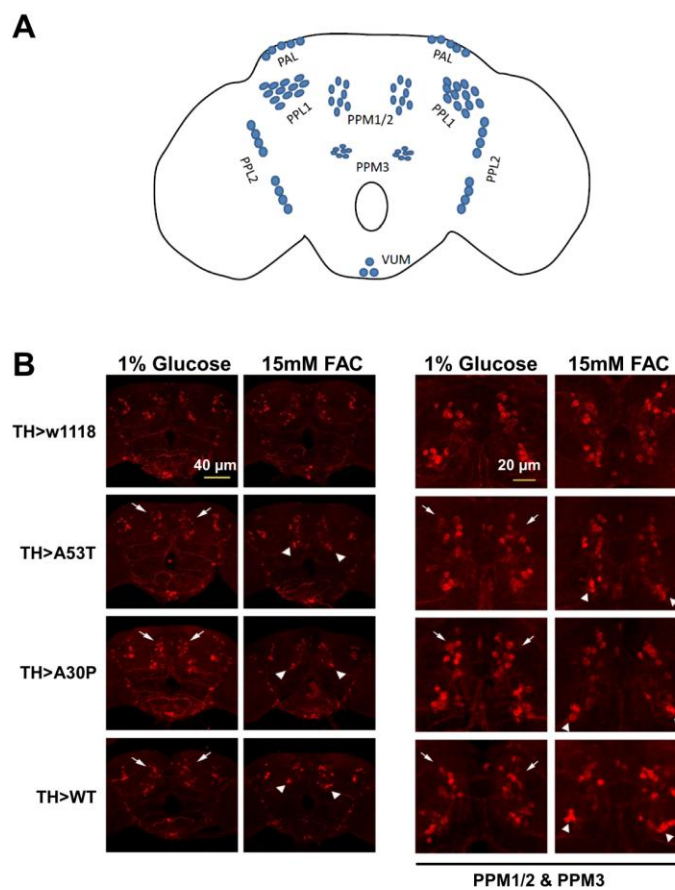 A
PAL
PAL
PPL1
PPM1/2
PPL1
PPL2
PPM3
PPL2
VUM
B
1% Glucose 15mM FAC 1% Glucose 15mM FAC
TH>w1118
40 μm 20 μm
TH>A53T
TH>A30P
TH>WT
PPM1/2 & PPM3